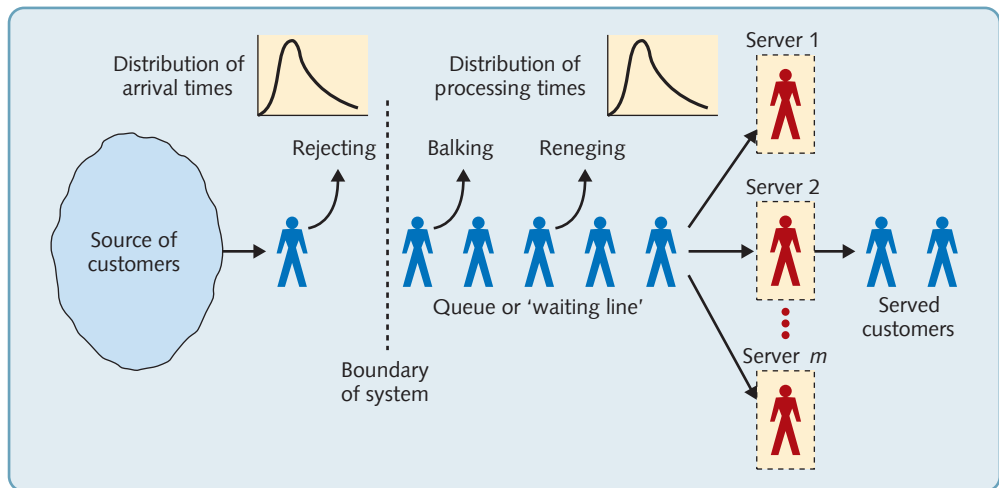 Distribution of
arrival times
Distribution of
processing times
Server 1
Rejecting
Balking
Reneging
Server 2
Source of
customers
Queue or 'waiting line'
Served
customers
Boundary
of system
Server m